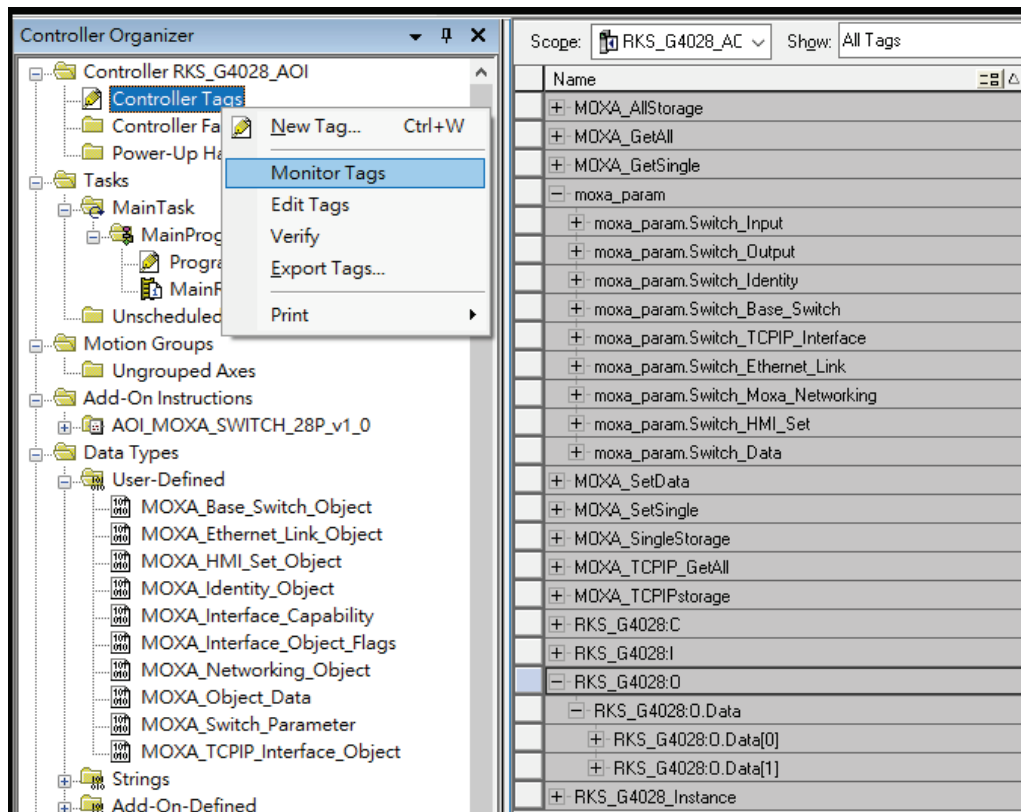 Controller Organizer
Controller RKS_G4028_AOI
Controller Tags
Controller Fa
Power-Up Ha
Tasks
MainTask
MainProg
Progra
MainR
Unscheduled
Motion Groups
Ungrouped Axes
Add-On Instructions
AOI_MOXA_SWITCH_28P_v1_0
Data Types
User-Defined
MOXA_Base_Switch_Object
MOXA_Ethernet_Link_Object
MOXA_HMI_Set_Object
MOXA_Identity_Object
MOXA_Interface_Capability
MOXA_Interface_Object_Flags
MOXA_Networking_Object
MOXA_Object_Data
MOXA_Switch_Parameter
MOXA_TCPIP_Interface_Object
Strings
Add-On-Defined
New Tag... Ctrl+W
Monitor Tags
Edit Tags
Verify
Export Tags...
Print
Scope: RKS_G4028_AC Show: All Tags
Name
MOXA_AllStorage
MOXA_GetAll
MOXA_GetSingle
moxa_param
moxa_param.Switch_Input
moxa_param.Switch_Output
moxa_param.Switch_Identity
moxa_param.Switch_Base_Switch
moxa_param.Switch_TCPIP_Interface
moxa_param.Switch_Ethernet_Link
moxa_param.Switch_Moxa_Networking
moxa_param.Switch_HMI_Set
moxa_param.Switch_Data
MOXA_SetData
MOXA_SetSingle
MOXA_SingleStorage
MOXA_TCPIP_GetAll
MOXA_TCPIPstorage
RKS_G4028:C
RKS_G4028:I
RKS_G4028:O
RKS_G4028:O.Data
RKS_G4028:O.Data[0]
RKS_G4028:O.Data[1]
RKS_G4028_Instance